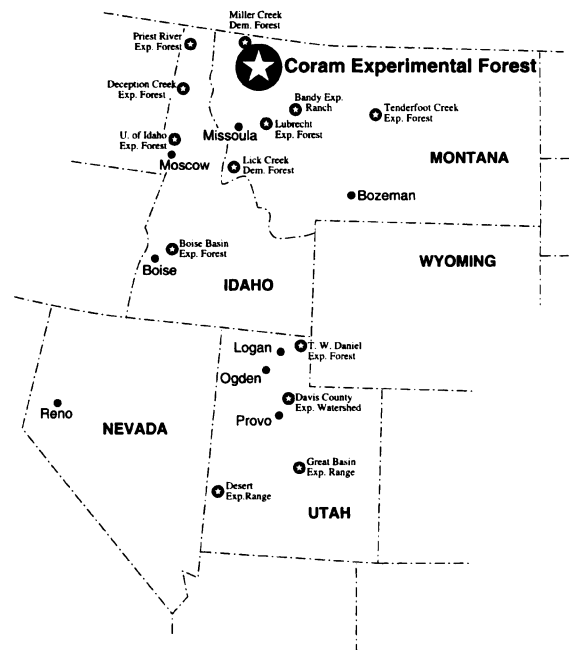 Miller Creek
Dem. Forest
Priest River
Exp. Forest
Coram Experimental Forest
Deception Creek
Exp. Forest
Bandy Exp.
Ranch
Tenderfoot Creek
Exp. Forest
Lubrecht
Exp. Forest
Missoula
U. of Idaho
Exp. Forest
Moscow
Lick Creek
Dem. Forest
MONTANA
Bozeman
Boise Basin
Exp. Forest
Boise
IDAHO
WYOMING
Logan
T. W. Daniel
Exp. Forest
Ogden
Davis County
Exp. Watershed
Reno
Provo
NEVADA
Great Basin
Exp. Range
Desert
Exp.Range
UTAH